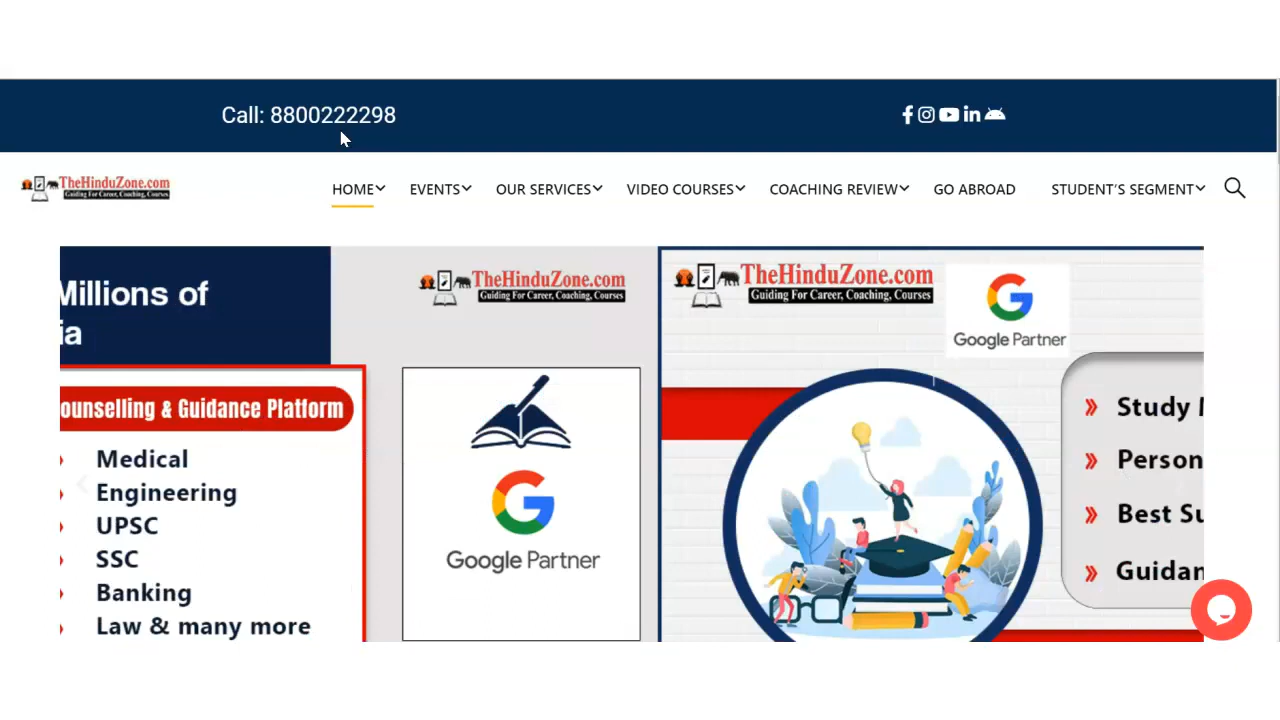 Call: 8800222298
TheHinduZone.com
Guiding For Career, Coaching, Courses
HOME EVENTS OUR SERVICES VIDEO COURSES COACHING REVIEW GO ABROAD STUDENT'S SEGMENT
Millions of
ia
ounselling & Guidance Platform
Medical
Engineering
UPSC
SSC
Banking
Law & many more
TheHinduZone.com
Guiding For Career, Coaching, Courses
Google Partner
TheHinduZone.com
Guiding For Career, Coaching, Courses
Google Partner
Study
Person
Best Su
Guidan